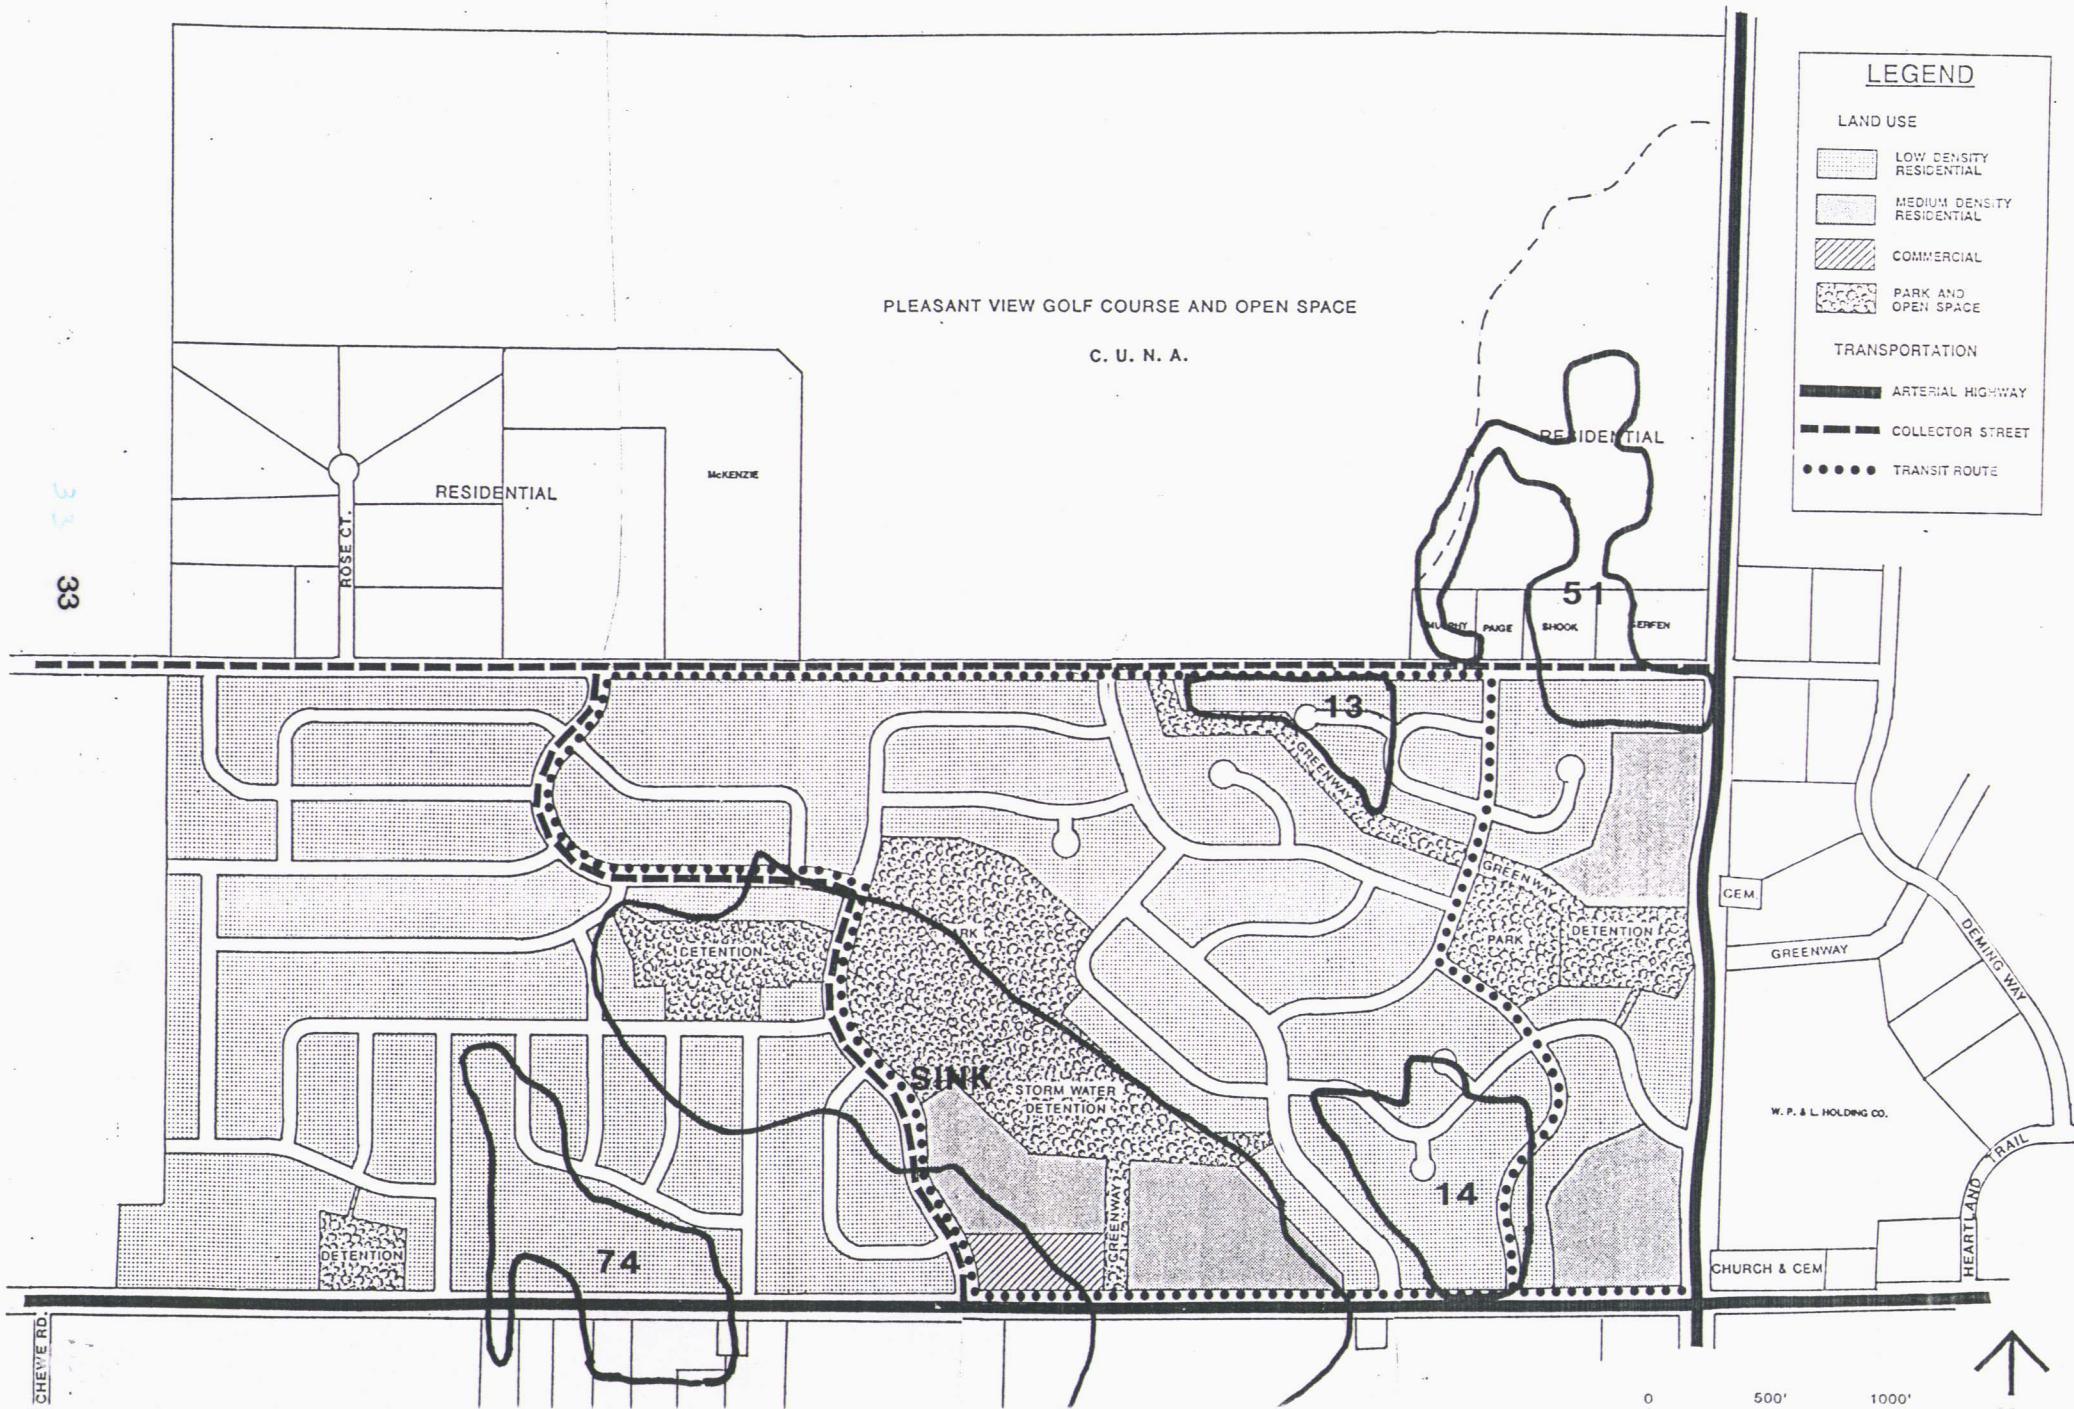 LEGEND
LAND USE
LOW DENSITY
RESIDENTIAL
MEDIUM DENSITY
RESIDENTIAL
COMMERCIAL
PARK AND
OPEN SPACE
TRANSPORTATION
ARTERIAL HIGHWAY
COLLECTOR STREET
TRANSIT ROUTE
PLEASANT VIEW GOLF COURSE AND OPEN SPACE
C. U. N. A.
RESIDENTIAL
McKENZIE
RESIDENTIAL
ROSE CT.
33
33
51
MURPHY
PAIGE
SHOOK
13
GREENWAY
GREENWAY
CEM.
PARK
DETENTION
PARK
DETENTION
GREENWAY
DEMING WAY
SINK
STORM WATER
DETENTION
W. P. & L. HOLDING CO.
HEARTLAND TRAIL
14
GREENWAY
DETENTION
74
CHURCH & CEM
CHEWE RD.
0 500' 1000'